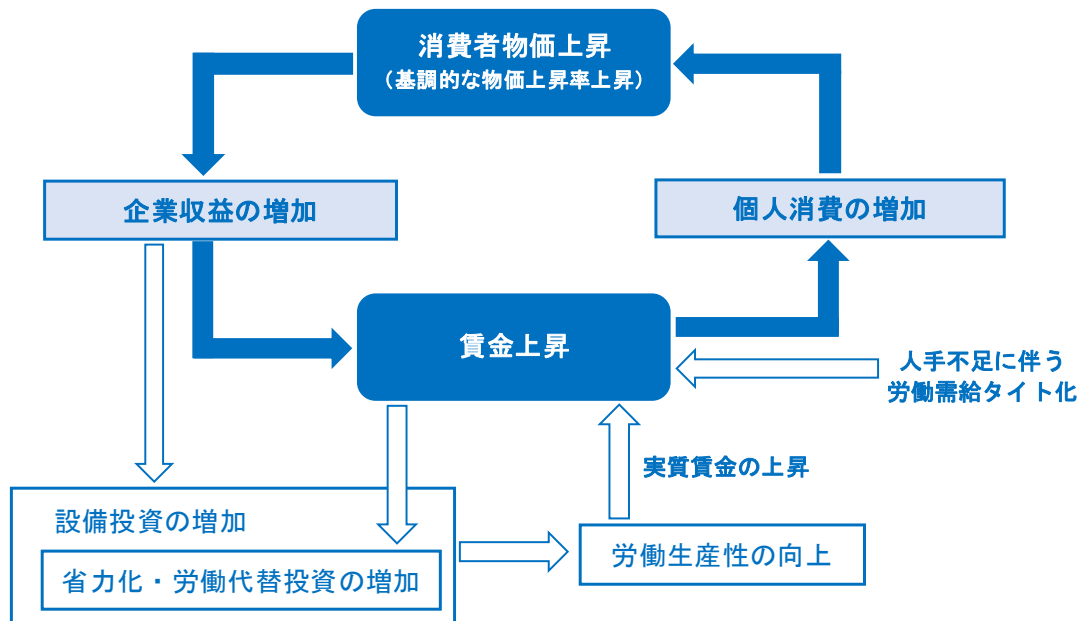 消費者物価上昇
（基調的な物価上昇率上昇）
企業収益の増加
個人消費の増加
賃金上昇
人手不足に伴う
労働需給タイト化
実質賃金の上昇
設備投資の増加
労働生産性の向上
省力化・労働代替投資の増加